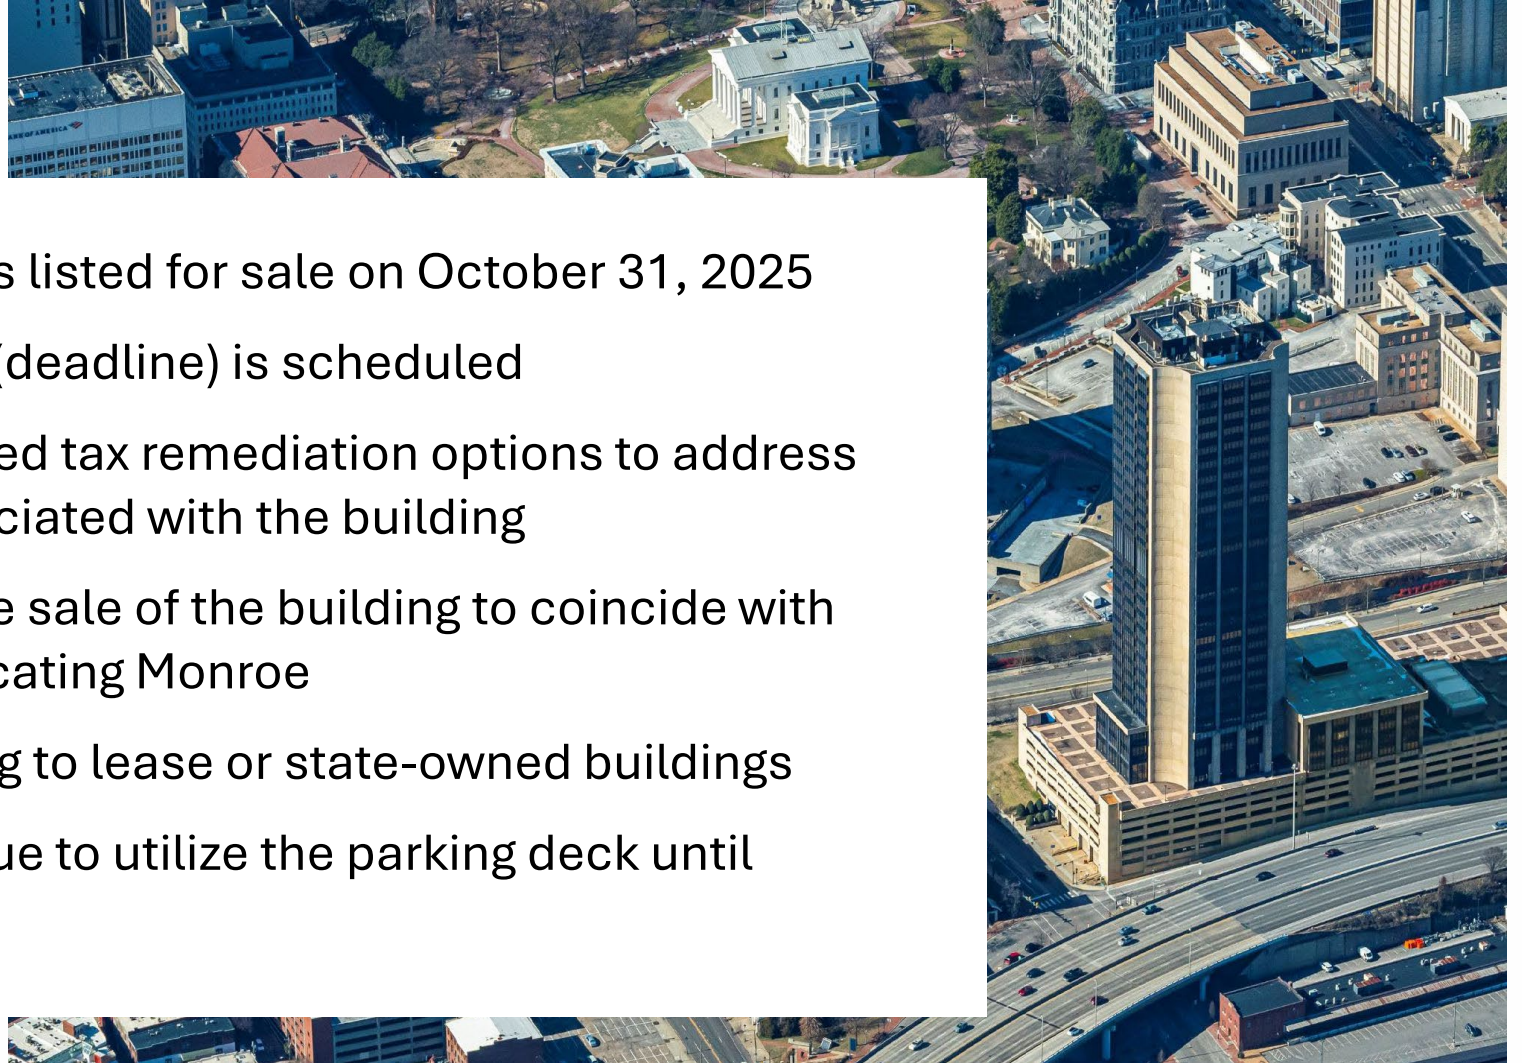 s listed for sale on October 31, 2025
(deadline) is scheduled
ed tax remediation options to address
ciated with the building
e sale of the building to coincide with
cating Monroe
g to lease or state-owned buildings
ue to utilize the parking deck until
OF AMERICA